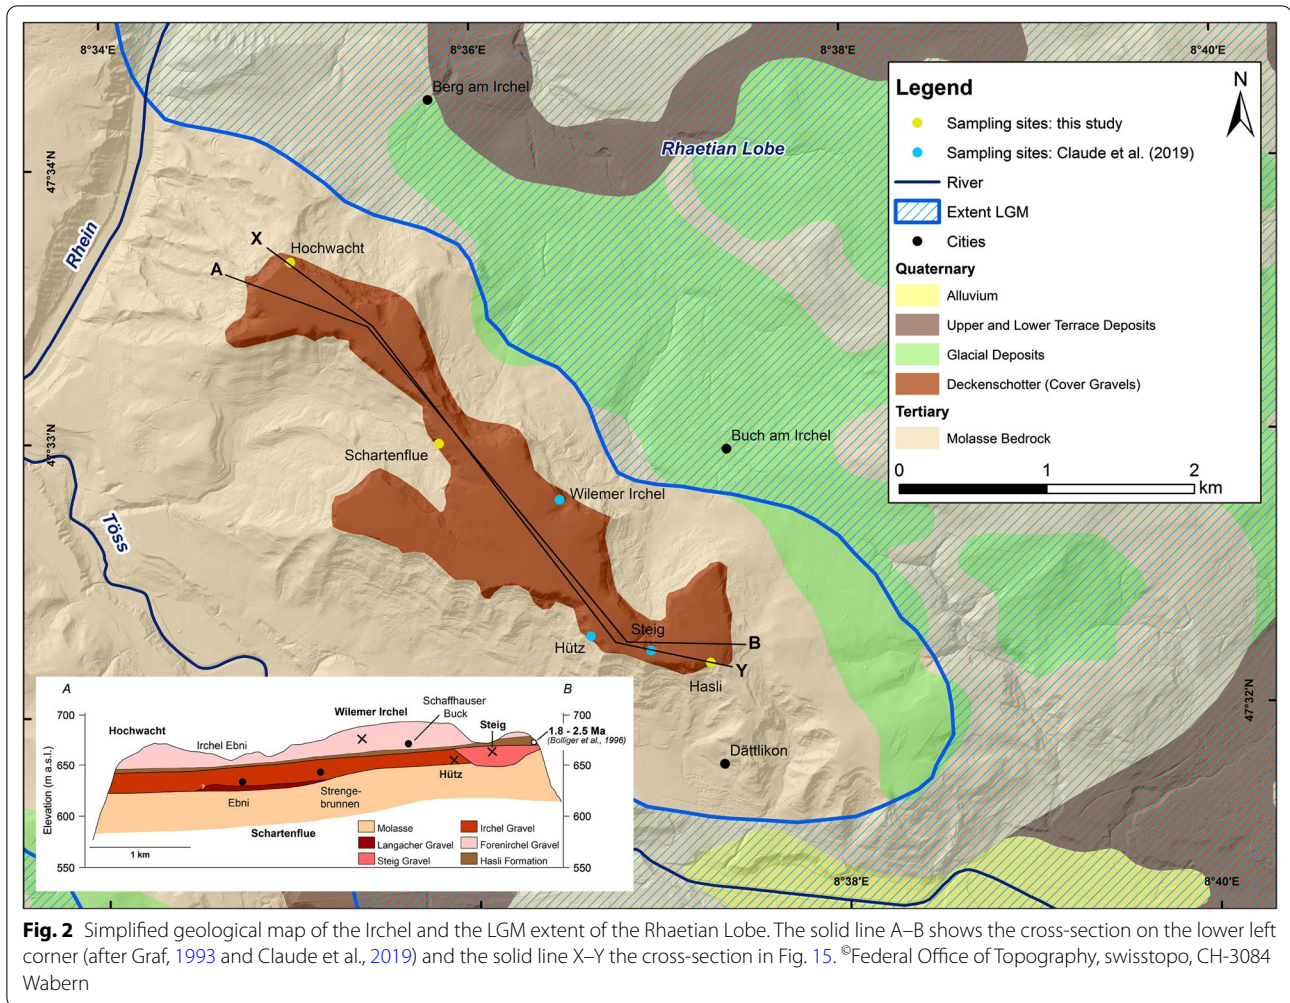 8°34'E
8°36'E
8°38'E
8°40'E
Berg am Irchel
Rhaetian Lobe
47°34'N
Rhein
X
Hochwacht
A
47°33'N
Schartenflue
Buch am Irchel
Wilemer Irchel
Töss
Steig
Hütz
B
Y
Hasli
47°32'N
Dättlikon
8°38'E
8°40'E
Legend
N
Sampling sites: this study
Sampling sites: Claude et al. (2019)
River
Extent LGM
Cities
Quaternary
Alluvium
Upper and Lower Terrace Deposits
Glacial Deposits
Deckenschotter (Cover Gravels)
Tertiary
Molasse Bedrock
0 1 2
km
A B
Schaffhauser
Buck
700 Wilemer Irchel Steig 700
Hochwacht
1.8 - 2.5 Ma
(Bolliger et al., 1996)
Irchel Ebni
650 650
Hütz
Ebni
Strenge-
brunnen
600 600
Schartenflue
Elevation (m a.s.l.)
Molasse Irchel Gravel
Langacher Gravel Forenirchel Gravel
Steig Gravel Hasli Formation
1 km
550 550
Fig. 2 Simplified geological map of the Irchel and the LGM extent of the Rhaetian Lobe. The solid line A–B shows the cross-section on the lower left
corner (after Graf, 1993 and Claude et al., 2019) and the solid line X–Y the cross-section in Fig. 15. ©Federal Office of Topography, swisstopo, CH-3084
Wabern